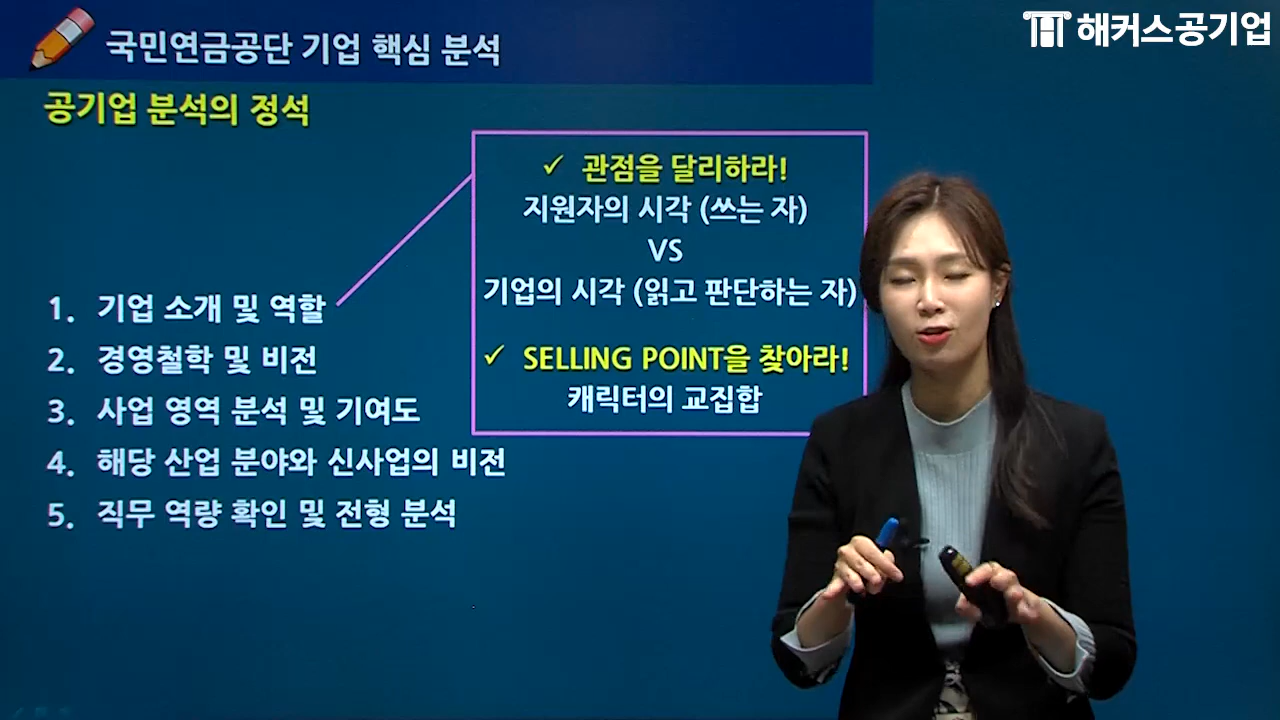 국민연금공단 기업 핵심 분석
해커스공기업
공기업 분석의 정석
✓ 관점을 달리하라!
지원자의 시각 (쓰는 자)
VS
기업의 시각 (읽고 판단하는 자)
✓ SELLING POINT을 찾아라!
캐릭터의 교집합
1. 기업 소개 및 역할
2. 경영철학 및 비전
3. 사업 영역 분석 및 기여도
4. 해당 산업 분야와 신사업의 비전
5. 직무 역량 확인 및 전형 분석